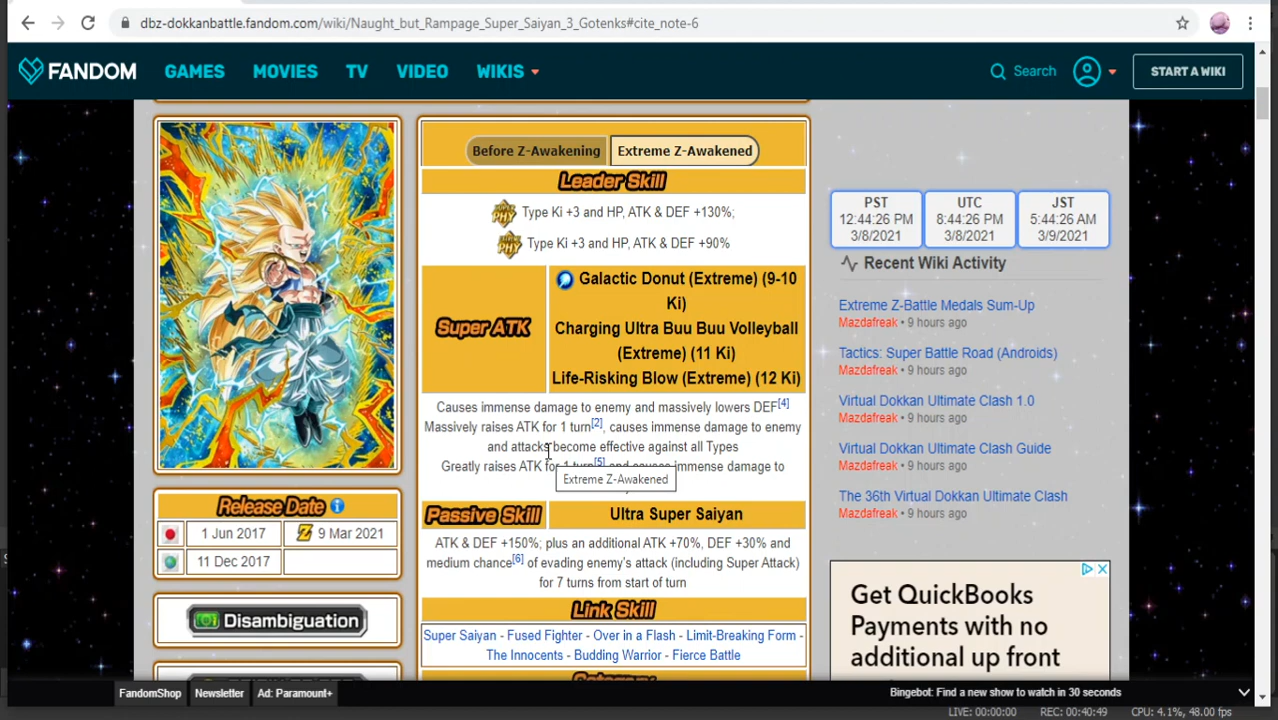 dbz-dokkanbattle.fandom.com/wiki/Naught_but_Rampage_Super_Saiyan_3_Gotenks#cite_note-6
FANDOM
GAMES
MOVIES
TV
VIDEO
WIKIS
Search
START A WIKI
Before Z-Awakening
Extreme Z-Awakened
Leader Skill
SUPER PHY Type Ki +3 and HP, ATK & DEF +130%;
PHY Type Ki +3 and HP, ATK & DEF +90%
Super ATK
Galactic Donut (Extreme) (9-10
Ki)
Charging Ultra Buu Buu Volleyball
(Extreme) (11 Ki)
Life-Risking Blow (Extreme) (12 Ki)
Causes immense damage to enemy and massively lowers DEF[4]
Massively raises ATK for 1 turn[2], causes immense damage to enemy
and attacks become effective against all Types
Greatly raises ATK for 1 turn[5] and causes immense damage to
Extreme Z-Awakened
Passive Skill
Ultra Super Saiyan
ATK & DEF +150%; plus an additional ATK +70%, DEF +30% and
medium chance[6] of evading enemy's attack (including Super Attack)
for 7 turns from start of turn
Link Skill
Super Saiyan - Fused Fighter - Over in a Flash - Limit-Breaking Form -
The Innocents - Budding Warrior - Fierce Battle
Category
Release Date
1 Jun 2017
Z
9 Mar 2021
11 Dec 2017
Disambiguation
PST
12:44:26 PM
3/8/2021
UTC
8:44:26 PM
3/8/2021
JST
5:44:26 AM
3/9/2021
Recent Wiki Activity
Extreme Z-Battle Medals Sum-Up
Mazdafreak • 9 hours ago
Tactics: Super Battle Road (Androids)
Mazdafreak • 9 hours ago
Virtual Dokkan Ultimate Clash 1.0
Mazdafreak • 9 hours ago
Virtual Dokkan Ultimate Clash Guide
Mazdafreak • 9 hours ago
The 36th Virtual Dokkan Ultimate Clash
Mazdafreak • 9 hours ago
Get QuickBooks
Payments with no
additional up front
FandomShop
Newsletter
Ad: Paramount+
Bingebot: Find a new show to watch in 30 seconds
LIVE: 00:00:00
REC: 00:40:49
CPU: 4.1%, 48.00 fps